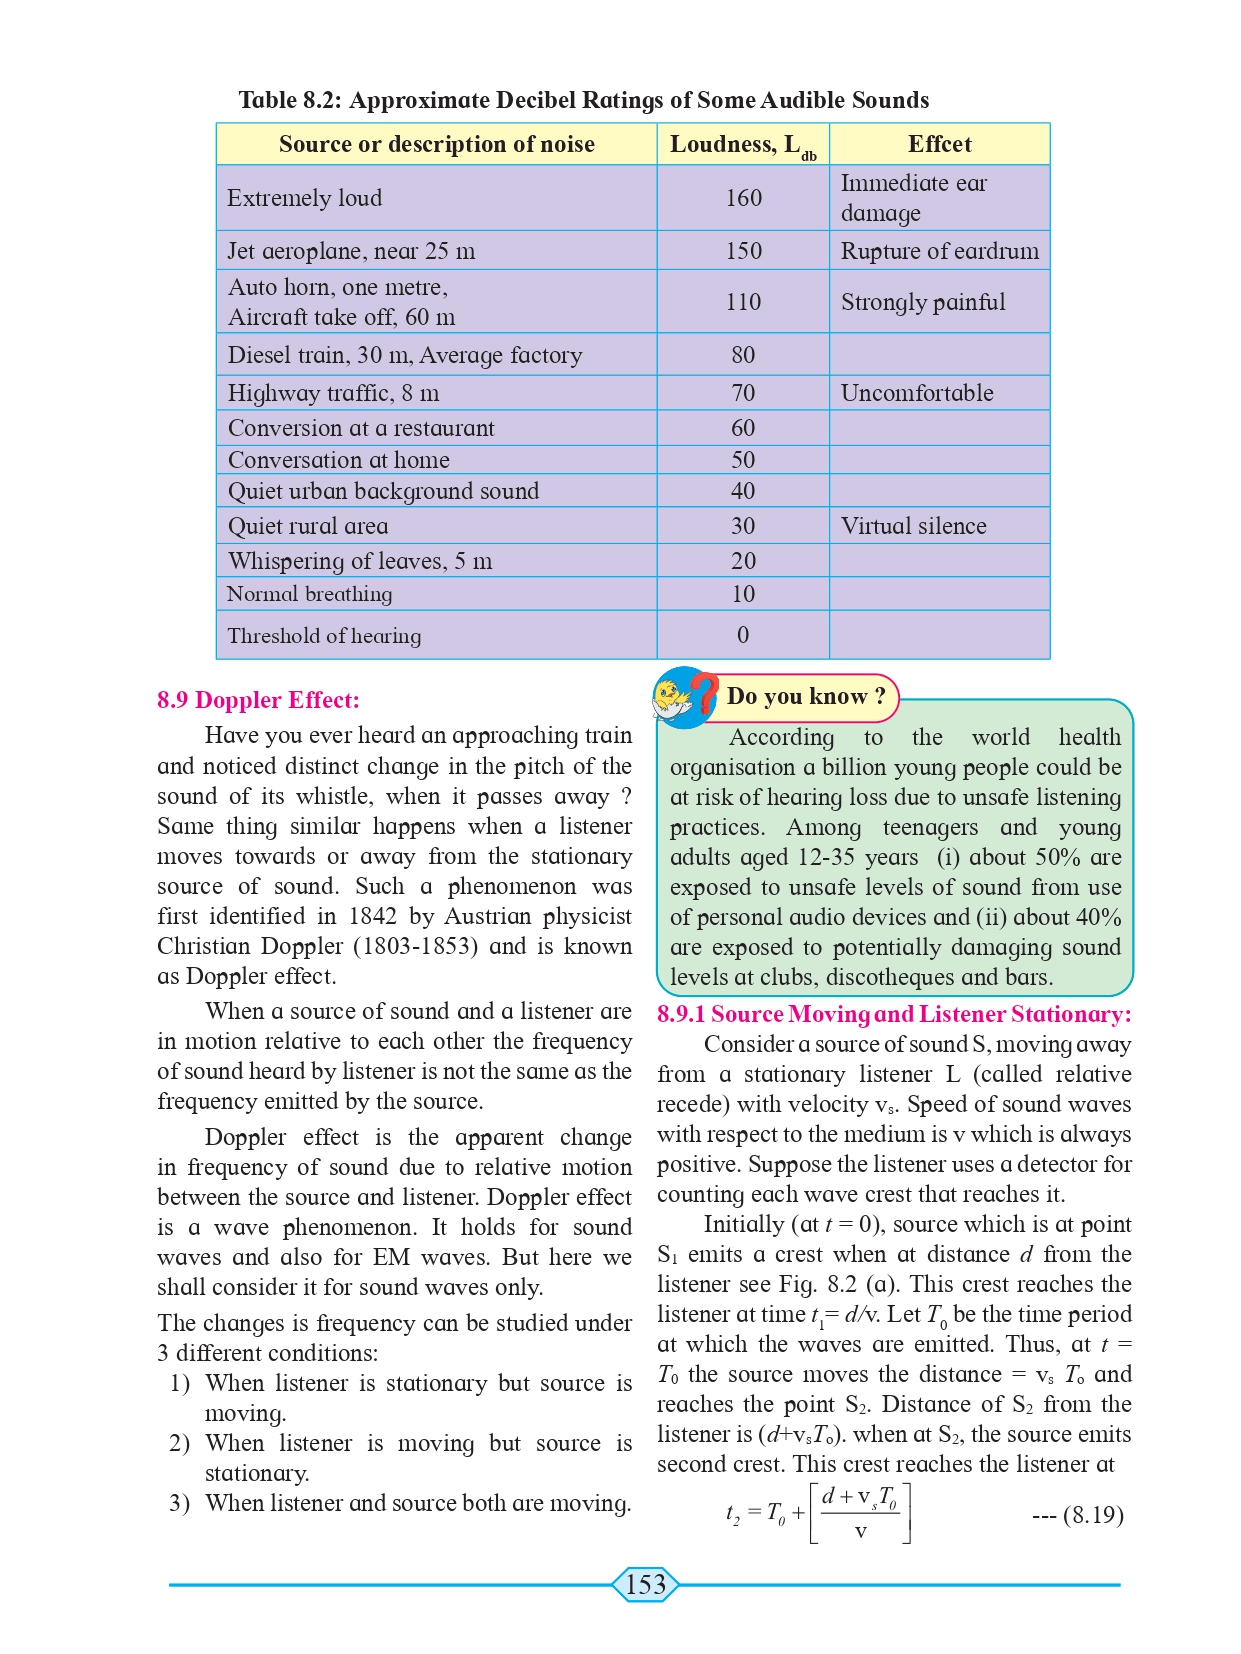 Table 8.2: Approximate Decibel Ratings of Some Audible Sounds
Source or description of noise Loudness, L_db Effcet
Extremely loud 160 Immediate ear damage
Jet aeroplane, near 25 m 150 Rupture of eardrum
Auto horn, one metre,
Aircraft take off, 60 m 110 Strongly painful
Diesel train, 30 m, Average factory 80
Highway traffic, 8 m 70 Uncomfortable
Conversion at a restaurant 60
Conversation at home 50
Quiet urban background sound 40
Quiet rural area 30 Virtual silence
Whispering of leaves, 5 m 20
Normal breathing 10
Threshold of hearing 0
8.9 Doppler Effect:
Have you ever heard an approaching train
and noticed distinct change in the pitch of the
sound of its whistle, when it passes away ?
Same thing similar happens when a listener
moves towards or away from the stationary
source of sound. Such a phenomenon was
first identified in 1842 by Austrian physicist
Christian Doppler (1803-1853) and is known
as Doppler effect.
When a source of sound and a listener are
in motion relative to each other the frequency
of sound heard by listener is not the same as the
frequency emitted by the source.
Doppler effect is the apparent change
in frequency of sound due to relative motion
between the source and listener. Doppler effect
is a wave phenomenon. It holds for sound
waves and also for EM waves. But here we
shall consider it for sound waves only.
The changes is frequency can be studied under
3 different conditions:
1) When listener is stationary but source is
moving.
2) When listener is moving but source is
stationary.
3) When listener and source both are moving.
Do you know ?
According to the world health
organisation a billion young people could be
at risk of hearing loss due to unsafe listening
practices. Among teenagers and young
adults aged 12-35 years (i) about 50% are
exposed to unsafe levels of sound from use
of personal audio devices and (ii) about 40%
are exposed to potentially damaging sound
levels at clubs, discotheques and bars.
8.9.1 Source Moving and Listener Stationary:
Consider a source of sound S, moving away
from a stationary listener L (called relative
recede) with velocity vₛ. Speed of sound waves
with respect to the medium is v which is always
positive. Suppose the listener uses a detector for
counting each wave crest that reaches it.
Initially (at t = 0), source which is at point
S₁ emits a crest when at distance d from the
listener see Fig. 8.2 (a). This crest reaches the
listener at time t₁= d/v. Let T₀ be the time period
at which the waves are emitted. Thus, at t =
T₀ the source moves the distance = vₛ Tₒ and
reaches the point S₂. Distance of S₂ from the
listener is (d+vₛTₒ). when at S₂, the source emits
second crest. This crest reaches the listener at
t₂ = T₀ + [(d + vₛT₀)/v] --- (8.19)
153